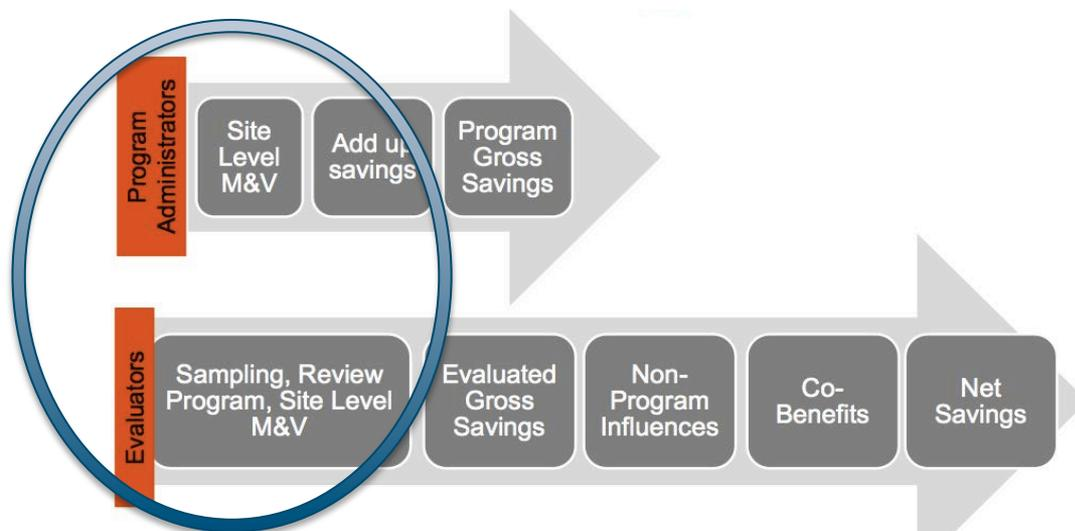 Program
Administrators
Site
Level
M&V
Add up
savings
Program
Gross
Savings
Evaluators
Sampling, Review
Program, Site Level
M&V
Evaluated
Gross
Savings
Non-
Program
Influences
Co-
Benefits
Net
Savings